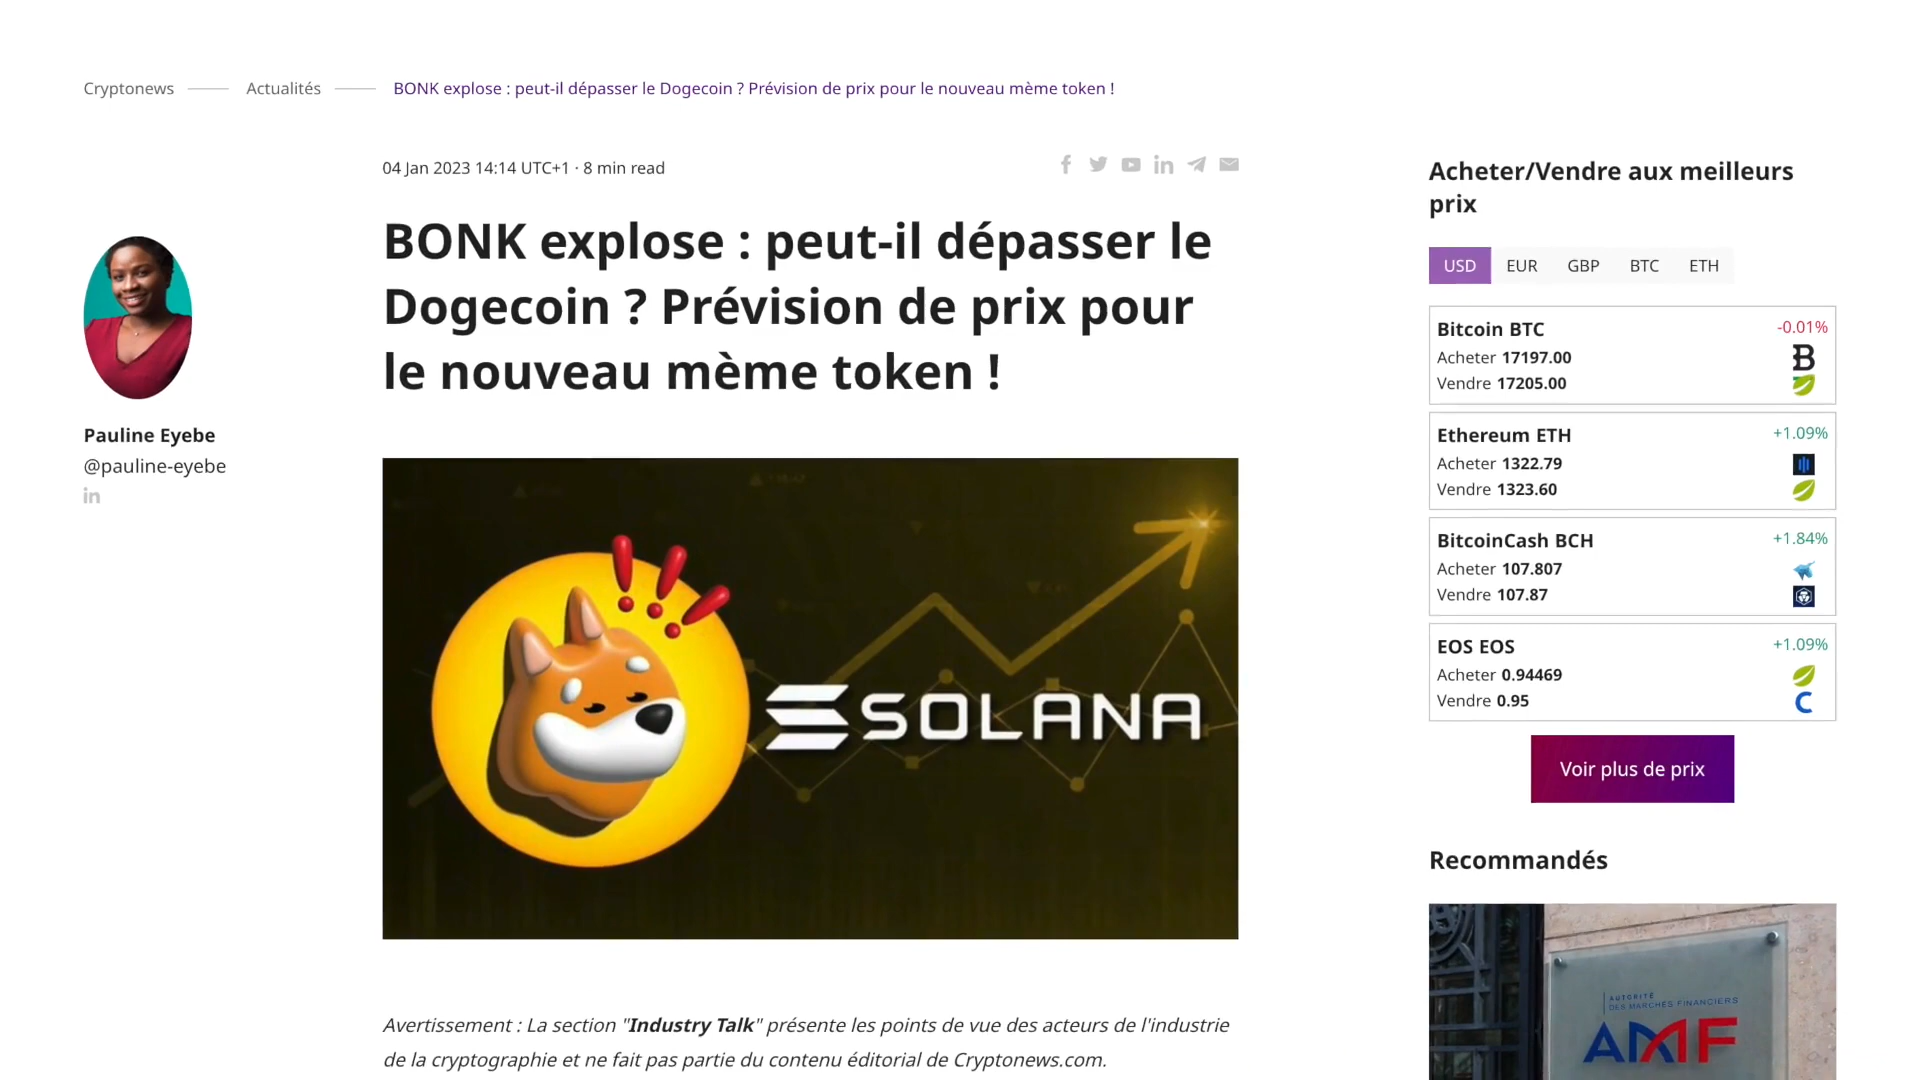 Cryptonews
Actualités
BONK explose : peut-il dépasser le Dogecoin ? Prévision de prix pour le nouveau mème token !
04 Jan 2023 14:14 UTC+1 · 8 min read
BONK explose : peut-il dépasser le
Dogecoin ? Prévision de prix pour
le nouveau mème token !
Pauline Eyebe
@pauline-eyebe
SOLANA
Avertissement : La section "Industry Talk" présente les points de vue des acteurs de l'industrie
de la cryptographie et ne fait pas partie du contenu éditorial de Cryptonews.com.
Acheter/Vendre aux meilleurs
prix
USD EUR GBP BTC ETH
Bitcoin BTC -0.01%
Acheter 17197.00
Vendre 17205.00
Ethereum ETH +1.09%
Acheter 1322.79
Vendre 1323.60
BitcoinCash BCH +1.84%
Acheter 107.807
Vendre 107.87
EOS EOS +1.09%
Acheter 0.94469
Vendre 0.95
Voir plus de prix
Recommandés
AUTORITÉ
DES MARCHÉS FINANCIERS
AMF